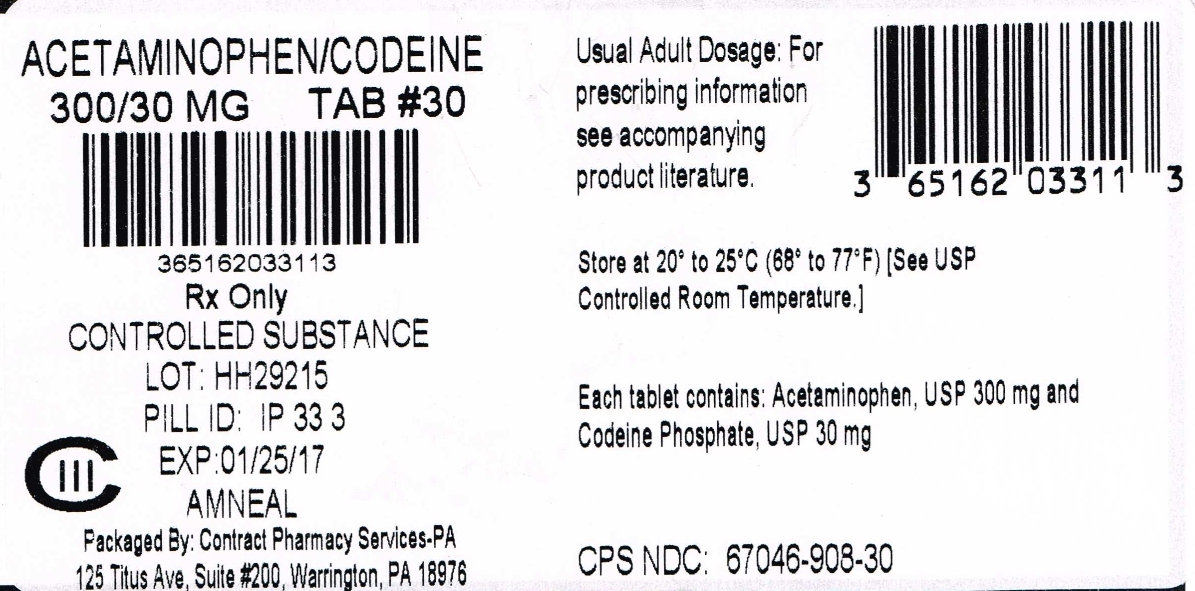 ACETAMINOPHEN/CODEINE
300/30 MG TAB #30
365162033113
Rx Only
CONTROLLED SUBSTANCE
LOT: HH29215
PILL ID: IP 33 3
EXP:01/25/17
CIII
AMNEAL
Packaged By: Contract Pharmacy Services-PA
125 Titus Ave, Suite #200, Warrington, PA 18976
Usual Adult Dosage: For
prescribing information
see accompanying
product literature.
3 65162 03311 3
Store at 20° to 25°C (68° to 77°F) [See USP
Controlled Room Temperature.]
Each tablet contains: Acetaminophen, USP 300 mg and
Codeine Phosphate, USP 30 mg
CPS NDC: 67046-908-30